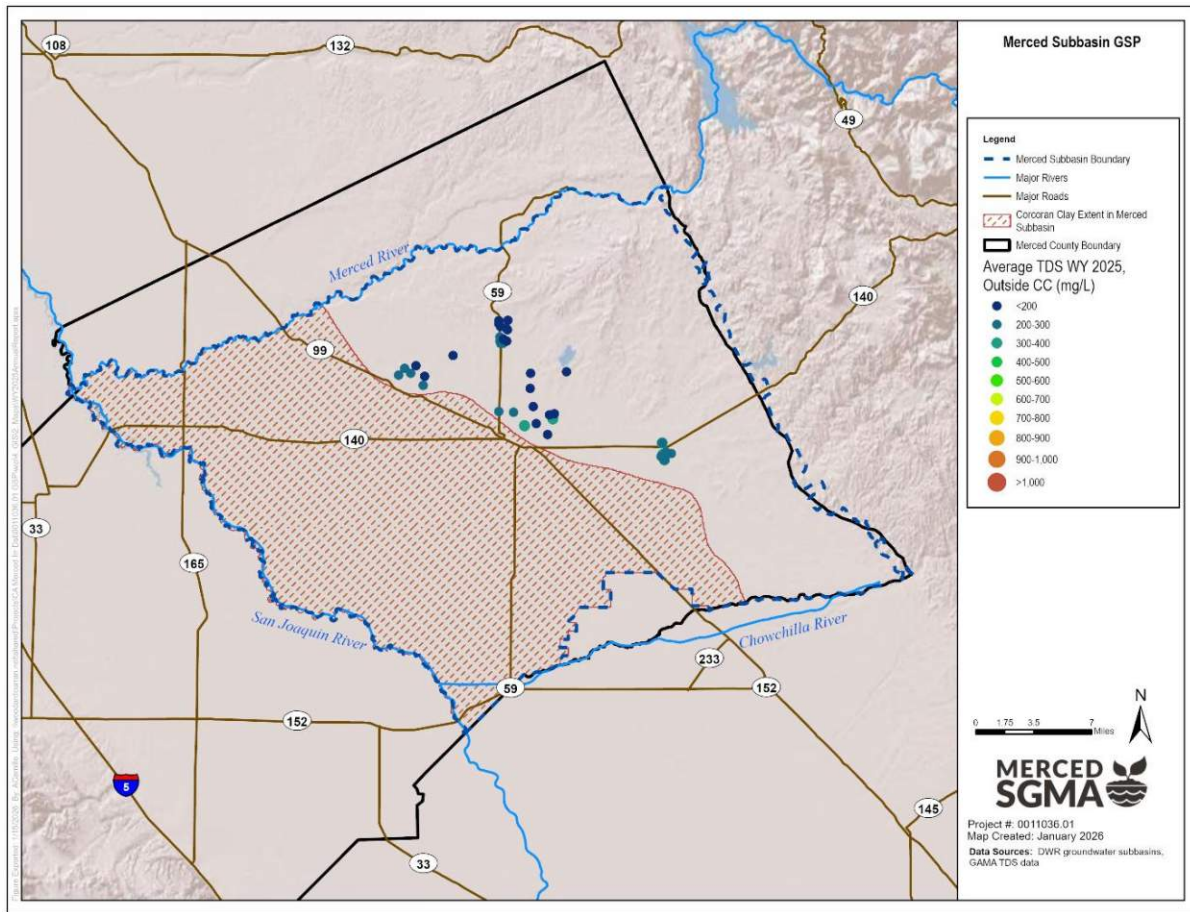 Merced Subbasin GSP
Legend
Merced Subbasin Boundary
Major Rivers
Major Roads
Corcoran Clay Extent in Merced
Subbasin
Merced County Boundary
Average TDS WY 2025,
Outside CC (mg/L)
<200
200-300
300-400
400-500
500-600
600-700
700-800
800-900
900-1,000
>1,000
108
132
49
Merced River
59
140
99
140
33
165
San Joaquin River
Chowchilla River
233
59
152
152
5
145
33
N
0 1.75 3.5 7
Miles
MERCED
SGMA
Project #: 0011036.01
Map Created: January 2026
Data Sources: DWR groundwater subbasins,
GAMA TDS data